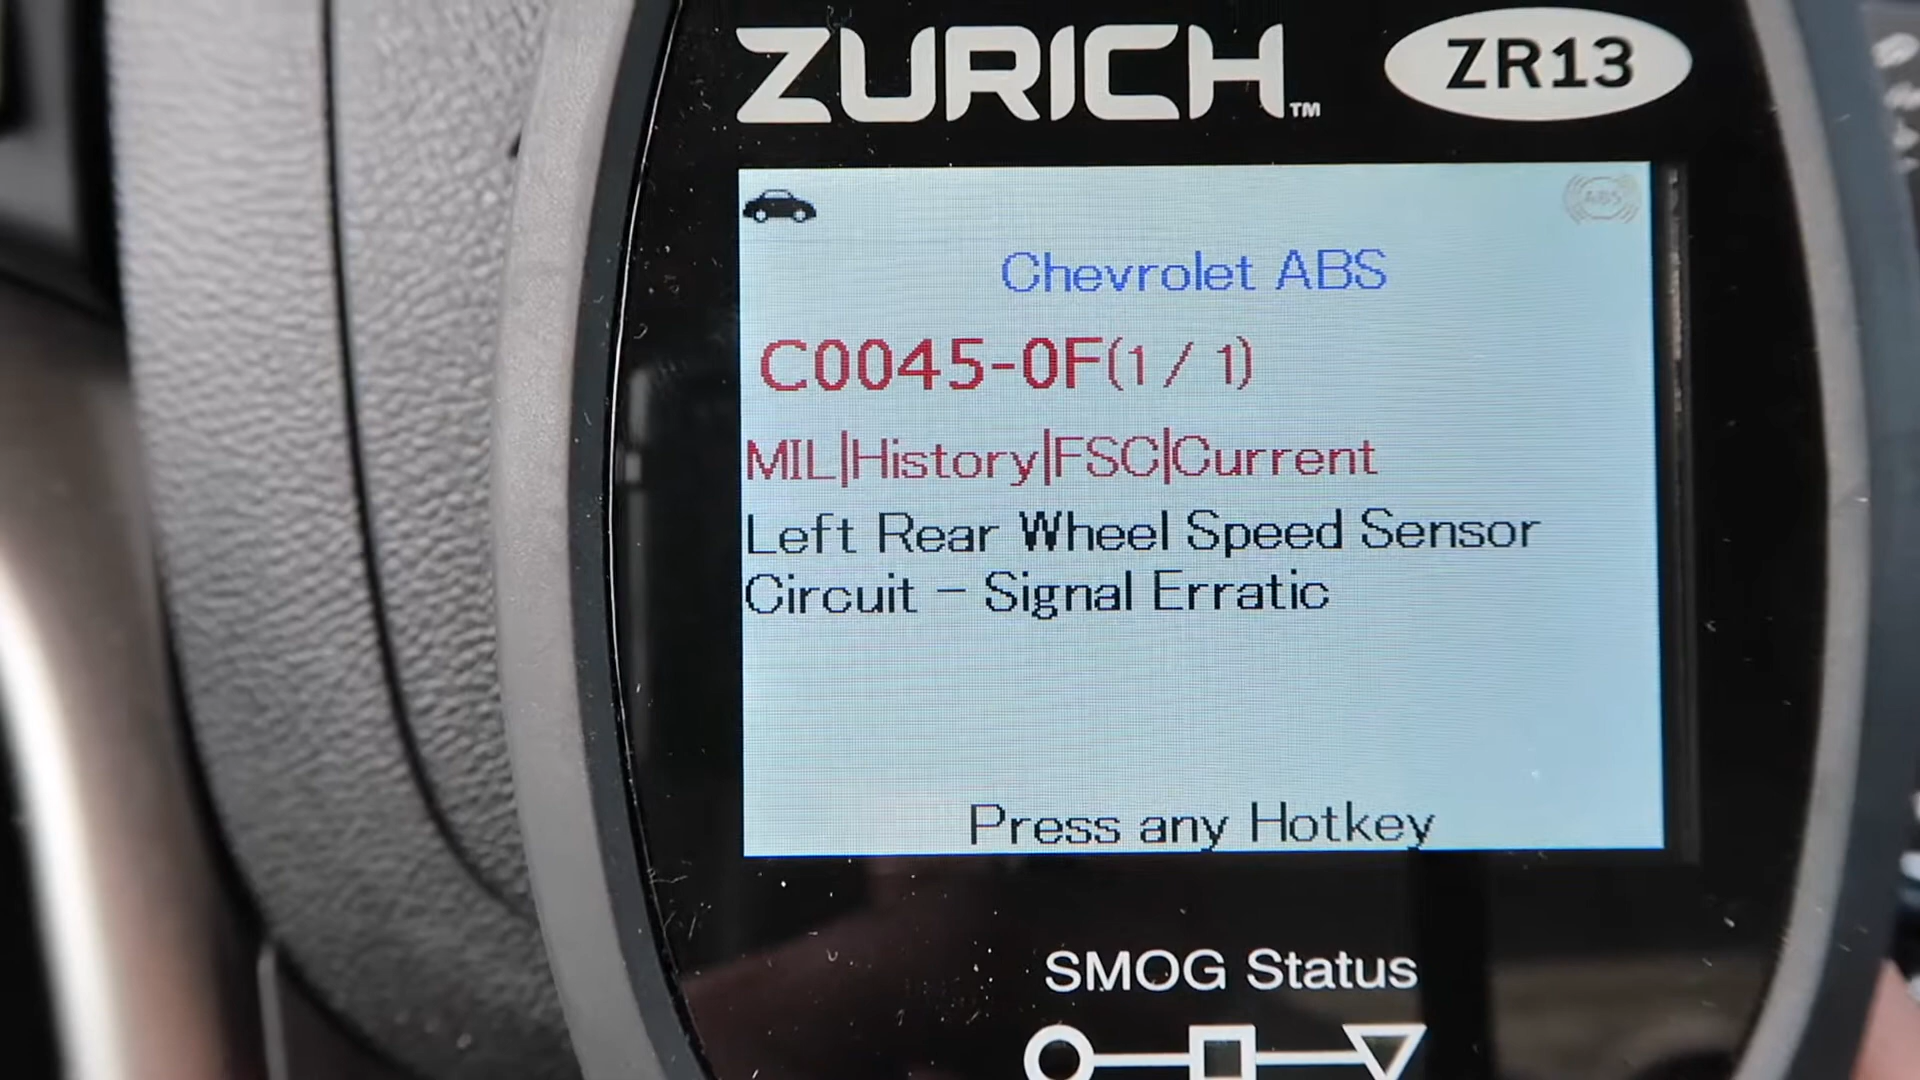 ZURICH™ ZR13
ABS
Chevrolet ABS
C0045-0F(1 / 1)
MIL|History|FSC|Current
Left Rear Wheel Speed Sensor
Circuit - Signal Erratic
Press any Hotkey
SMOG Status